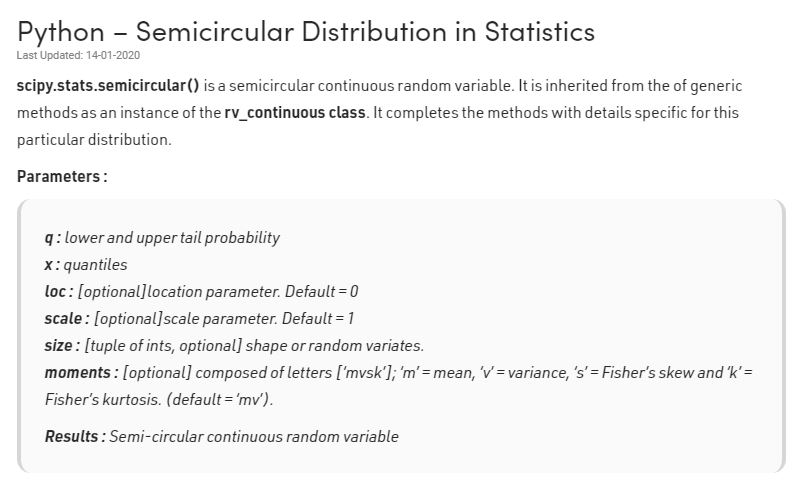 Python – Semicircular Distribution in Statistics
Last Updated: 14-01-2020
scipy.stats.semicircular() is a semicircular continuous random variable. It is inherited from the of generic
methods as an instance of the rv_continuous class. It completes the methods with details specific for this
particular distribution.
Parameters :
q : lower and upper tail probability
x : quantiles
loc : [optional]location parameter. Default = 0
scale : [optional]scale parameter. Default = 1
size : [tuple of ints, optional] shape or random variates.
moments : [optional] composed of letters [‘mvsk’]; ‘m’ = mean, ‘v’ = variance, ‘s’ = Fisher’s skew and ‘k’ =
Fisher’s kurtosis. (default = ‘mv’).
Results : Semi-circular continuous random variable